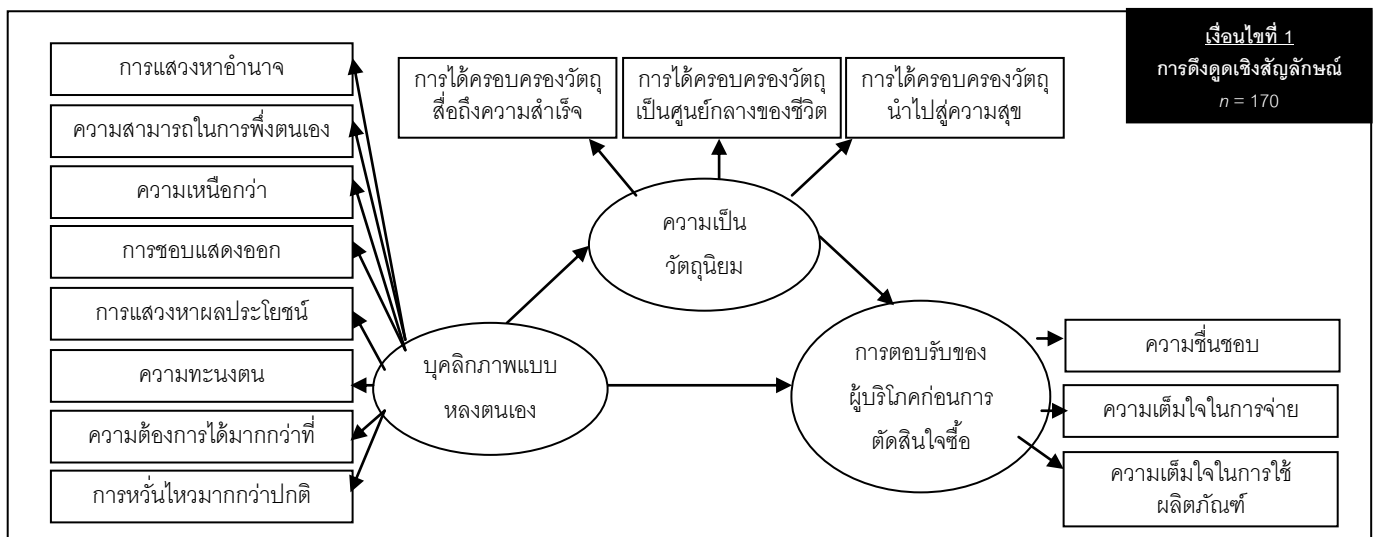 เงื่อนไขที่ 1
การดึงดูดเชิงสัญลักษณ์
n = 170
การแสวงหาอำนาจ
ความสามารถในการพึ่งตนเอง
ความเหนือกว่า
การชอบแสดงออก
การแสวงหาผลประโยชน์
ความทะนงตน
ความต้องการได้มากกว่าที่
การหวั่นไหวมากกว่าปกติ
การได้ครอบครองวัตถุ
สื่อถึงความสำเร็จ
การได้ครอบครองวัตถุ
เป็นศูนย์กลางของชีวิต
การได้ครอบครองวัตถุ
นำไปสู่ความสุข
ความเป็น
วัตถุนิยม
บุคลิกภาพแบบ
หลงตนเอง
การตอบรับของ
ผู้บริโภคก่อนการ
ตัดสินใจซื้อ
ความชื่นชอบ
ความเต็มใจในการจ่าย
ความเต็มใจในการใช้
ผลิตภัณฑ์